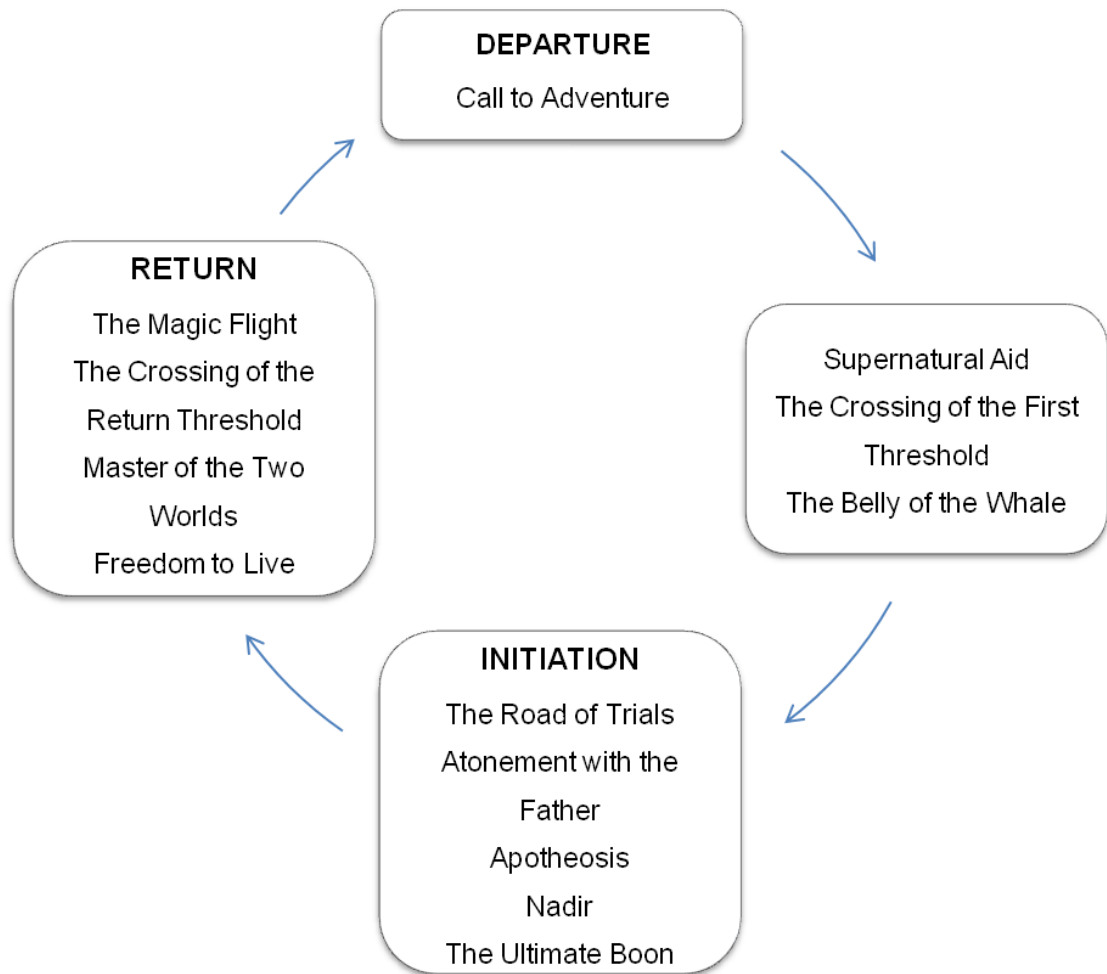 DEPARTURE
Call to Adventure
Supernatural Aid
The Crossing of the First
Threshold
The Belly of the Whale
INITIATION
The Road of Trials
Atonement with the
Father
Apotheosis
Nadir
The Ultimate Boon
RETURN
The Magic Flight
The Crossing of the
Return Threshold
Master of the Two
Worlds
Freedom to Live